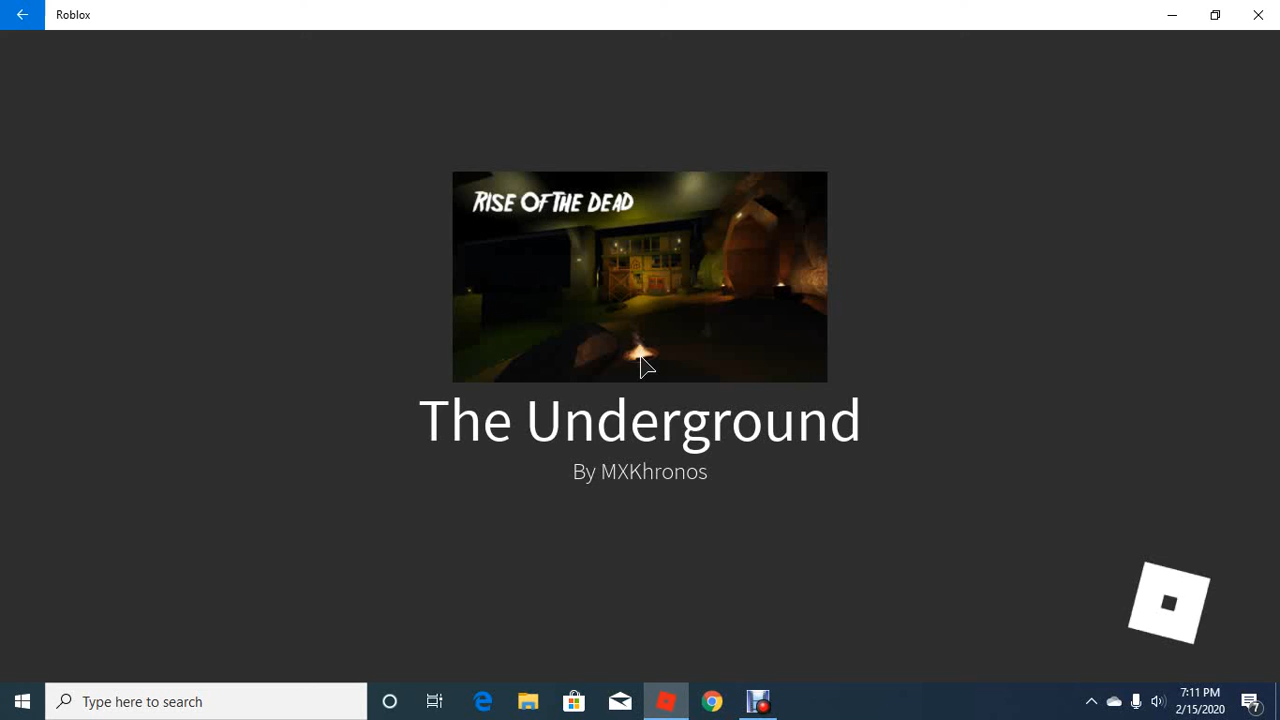 Roblox
RISE OF THE DEAD
The Underground
By MXKhronos
Type here to search
7:11 PM
2/15/2020
7